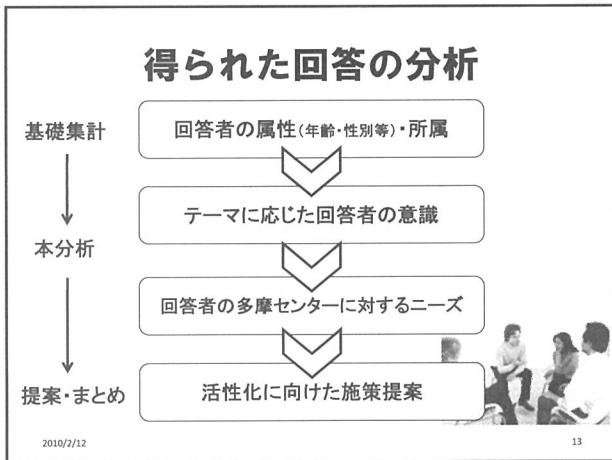 得られた回答の分析
基礎集計
回答者の属性(年齢・性別等)・所属
テーマに応じた回答者の意識
本分析
回答者の多摩センターに対するニーズ
提案・まとめ
活性化に向けた施策提案
2010/2/12
13